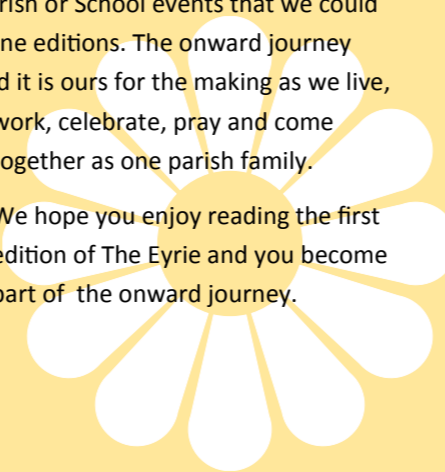 rish or School events that we could
ne editions. The onward journey
d it is ours for the making as we live,
work, celebrate, pray and come
ogether as one parish family.
We hope you enjoy reading the first
edition of The Eyrie and you become
part of  the onward journey.